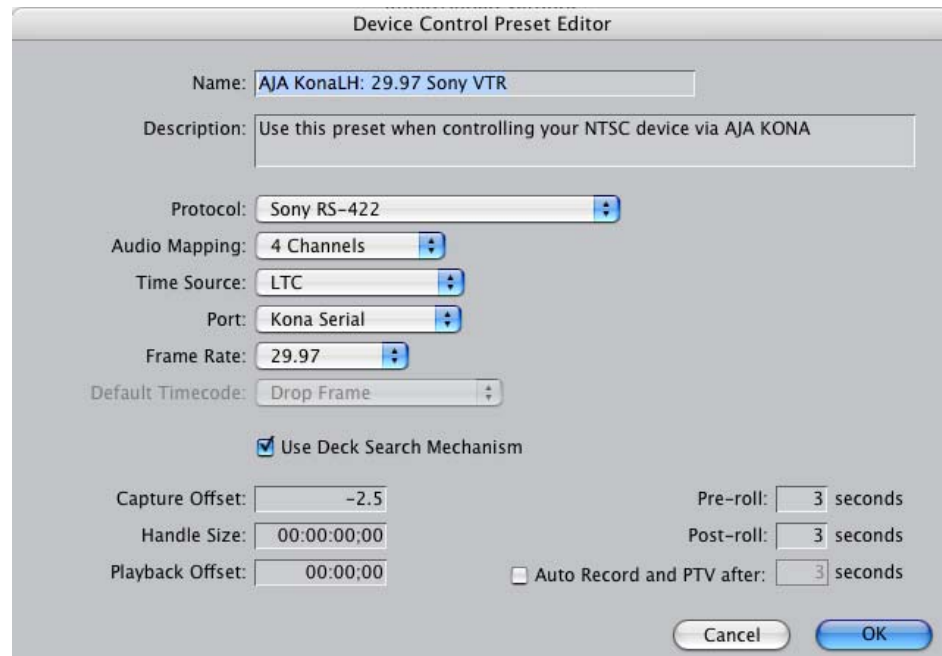 Device Control Preset Editor
Name: AJA KonaLH: 29.97 Sony VTR
Description: Use this preset when controlling your NTSC device via AJA KONA
Protocol: Sony RS-422
Audio Mapping: 4 Channels
Time Source: LTC
Port: Kona Serial
Frame Rate: 29.97
Default Timecode: Drop Frame
Use Deck Search Mechanism
Capture Offset: -2.5 Pre-roll: 3 seconds
Handle Size: 00:00:00;00 Post-roll: 3 seconds
Playback Offset: 00:00;00 Auto Record and PTV after: 3 seconds
Cancel OK